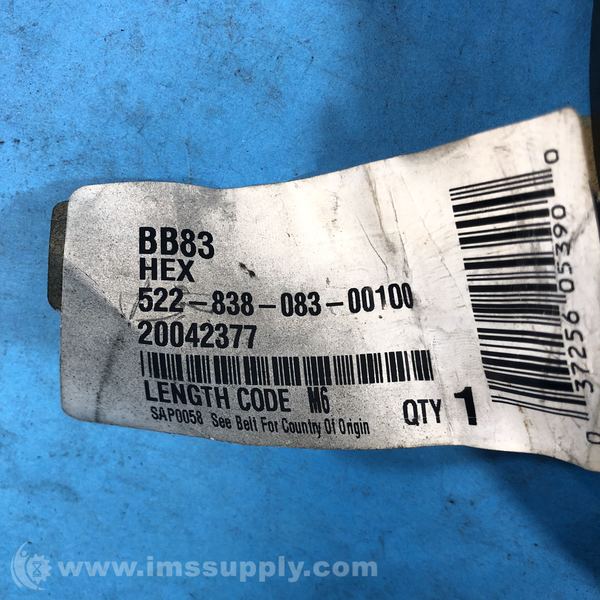 BB83
HEX
522-838-083-00100
20042377
LENGTH CODE M6
QTY 1
SAP0058 See Belt For Country Of Origin
0 37256 05390 0
www.imssupply.com